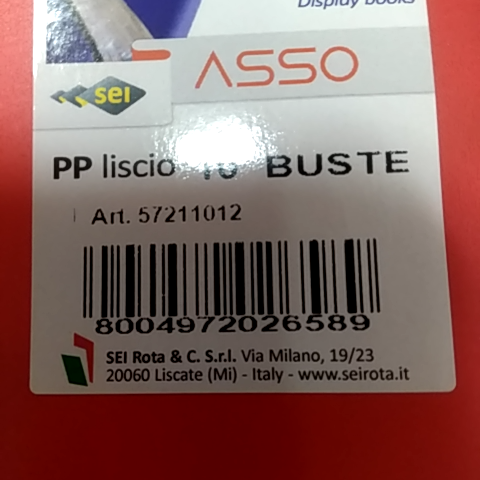 Display books
ASSO
sei
PP liscio 10 BUSTE
Art. 57211012
8004972026589
SEI Rota & C. S.r.l. Via Milano, 19/23
20060 Liscate (Mi) - Italy - www.seirota.it